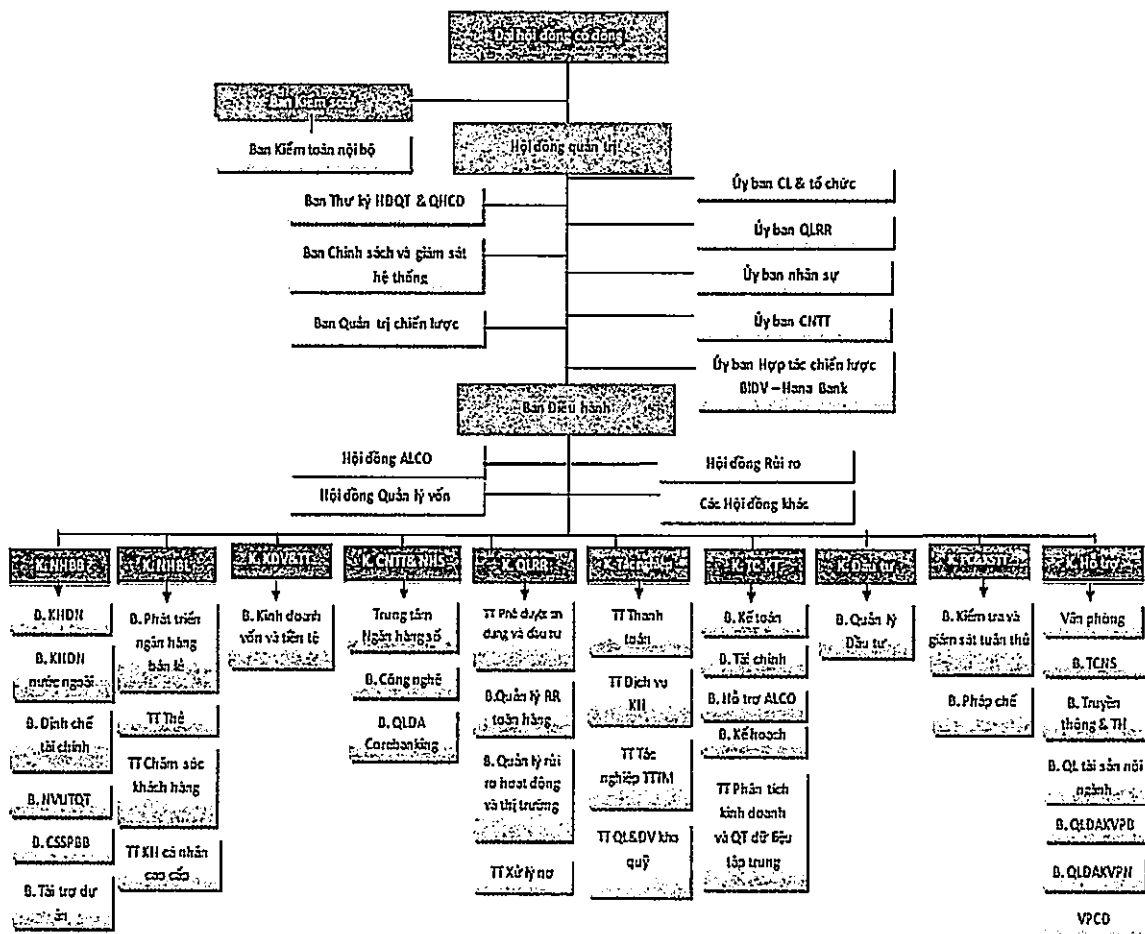 Đại hội đồng cổ đông
Ban Kiểm soát
Ban Kiểm toán nội bộ
Hội đồng quản trị
Ban Thư ký HĐQT & QHCD
Ủy ban CL & tổ chức
Ủy ban QLRR
Ban Chính sách và giám sát
hệ thống
Ủy ban nhân sự
Ban Quản trị chiến lược
Ủy ban CNTT
Ủy ban Hợp tác chiến lược
BIDV – Hana Bank
Ban Điều hành
Hội đồng ALCO
Hội đồng Rủi ro
Hội đồng Quản lý vốn
Các Hội đồng khác
K. NHBB
K. NHBL
K. KDV&TT
K. CNTT& NHS
K. QLRR
K. Tác nghiệp
K. TC-KT
K. Đầu tư
K. Hỗ trợ
B. KHDN
B. KHDN
nước ngoài
B. Định chế
tài chính
B. NVUTQT
B. CSSPBB
B. Tài trợ dự
án
B. Phát triển
ngân hàng
bán lẻ
TT Thẻ
TT Chăm sóc
khách hàng
TT KH cá nhân
cao cấp
B. Kinh doanh
vốn và tiền tệ
Trung tâm
Ngân hàng số
B. Công nghệ
B. QLDA
Corebanking
TT Phê duyệt tín
dụng và đầu tư
B.Quản lý RR
toàn hàng
B. Quản lý rủi
ro hoạt động
và thị trường
TT Xử lý nợ
TT Thanh
toán
TT Dịch vụ
KH
TT Tác
nghiệp TTTM
TT QL&DV kho
quỹ
B. Kế toán
B. Tài chính
B. Hỗ trợ ALCO
B. Kế hoạch
TT Phân tích
kinh doanh
và QT dữ liệu
tập trung
B. Quản lý
Đầu tư
B. Kiểm tra và
giám sát tuân thủ
B. Pháp chế
Văn phòng
B. TCNS
B. Truyền
thông & TH
B. QL tài sản nội
ngành
B. QLDAKVPB
B. QLDAKVPN
VPCD